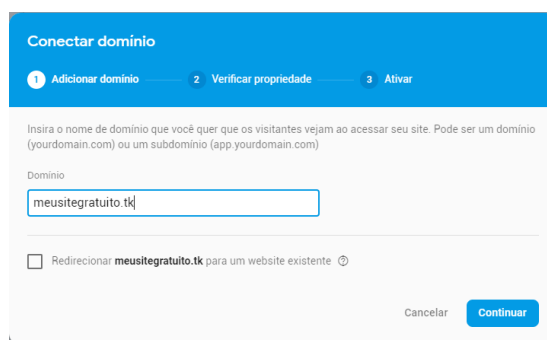 Conectar domínio
1 Adicionar domínio 2 Verificar propriedade 3 Ativar
Insira o nome de domínio que você quer que os visitantes vejam ao acessar seu site. Pode ser um domínio
(yourdomain.com) ou um subdomínio (app.yourdomain.com)
Domínio
meusitegratuito.tk
Redirecionar meusitegratuito.tk para um website existente ?
Cancelar Continuar